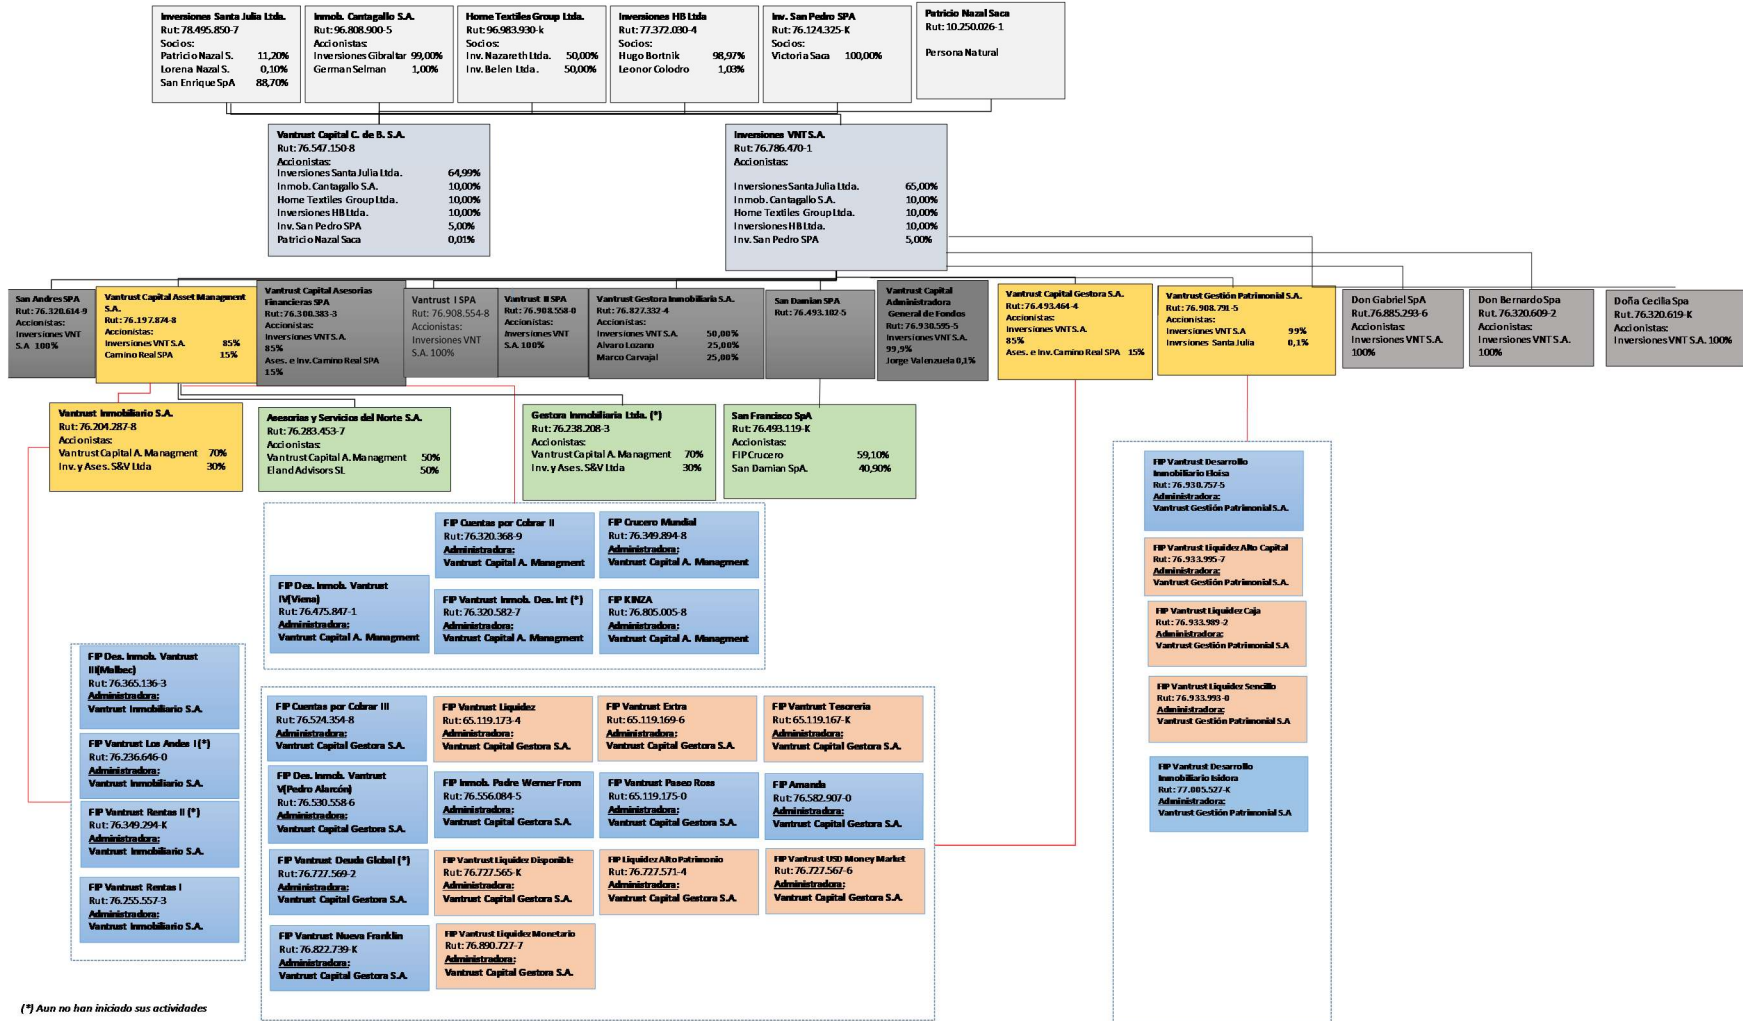 Inversiones Santa Julia Ltda.
Rut: 78.495.850-7
Socios:
Patricio Nazal S. 11,20%
Lorena Nazal S. 0,10%
San Enrique SpA 88,70%
Inmob. Cantagallo S.A.
Rut: 96.808.900-5
Accionistas:
Inversiones Gibraltar 99,00%
German Selman 1,00%
Home Textiles Group Ltda.
Rut: 96.983.930-k
Socios:
Inv. Nazareth Ltda. 50,00%
Inv. Belen Ltda. 50,00%
Inversiones HB Ltda
Rut: 77.372.030-4
Socios:
Hugo Bortnik 98,97%
Leonor Colodro 1,03%
Inv. San Pedro SPA
Rut: 76.124.325-K
Socios:
Victoria Saca 100,00%
Patricio Nazal Saca
Rut: 10.250.026-1
Persona Natural
Vantrust Capital C. de B. S.A.
Rut: 76.547.150-8
Accionistas:
Inversiones Santa Julia Ltda. 64,99%
Inmob. Cantagallo S.A. 10,00%
Home Textiles Group Ltda. 10,00%
Inversiones HB Ltda. 10,00%
Inv. San Pedro SPA 5,00%
Patricio Nazal Saca 0,01%
Inversiones VNT S.A.
Rut: 76.786.470-1
Accionistas:
Inversiones Santa Julia Ltda. 65,00%
Inmob. Cantagallo S.A. 10,00%
Home Textiles Group Ltda. 10,00%
Inversiones HB Ltda. 10,00%
Inv. San Pedro SPA 5,00%
San Andres SPA
Rut: 76.320.614-9
Accionistas:
Inversiones VNT
S.A 100%
Vantrust Capital Asset Managment
S.A.
Rut: 76.197.874-8
Accionistas:
Inversiones VNT S.A. 85%
Camino Real SPA 15%
Vantrust Capital Asesorias
Financieras SPA
Rut: 76.300.383-3
Accionistas:
Inversiones VNT S.A.
85%
Ases. e Inv. Camino Real SPA
15%
Vantrust I SPA
Rut: 76.908.554-8
Accionistas:
Inversiones VNT
S.A. 100%
Vantrust II SPA
Rut: 76.908.558-0
Accionistas:
Inversiones VNT
S.A. 100%
Vantrust Gestora Inmobiliaria S.A.
Rut: 76.827.332-4
Accionistas:
Inversiones VNT S.A. 50,00%
Alvaro Lozano 25,00%
Marco Carvajal 25,00%
San Damian SPA
Rut: 76.493.102-5
Vantrust Capital
Administradora
General de Fondos
Rut: 76.930.595-5
Inversiones VNT S.A.
99,9%
Jorge Valenzuela 0,1%
Vantrust Capital Gestora S.A.
Rut: 76.493.464-4
Accionistas:
Inversiones VNT S.A.
85%
Ases. e Inv. Camino Real SPA 15%
Vantrust Gestión Patrimonial S.A.
Rut: 76.908.791-5
Accionistas:
Inversiones VNT S.A 99%
Invrsiones Santa Julia 0,1%
Don Gabriel SpA
Rut.76.885.293-6
Accionistas:
Inversiones VNT S.A.
100%
Don Bernardo Spa
Rut. 76.320.609-2
Accionistas:
Inversiones VNT S.A.
100%
Doña Cecilia Spa
Rut.76.320.619-K
Accionistas:
Inversiones VNT S.A. 100%
Vantrust Inmobiliario S.A.
Rut: 76.204.287-8
Accionistas:
Vantrust Capital A. Managment 70%
Inv. y Ases. S&V Ltda 30%
Asesorias y Servicios del Norte S.A.
Rut: 76.283.453-7
Accionistas:
Vantrust Capital A. Managment 50%
Eland Advisors SL 50%
Gestora Inmobiliaria Ltda. (*)
Rut: 76.238.208-3
Accionistas:
Vantrust Capital A. Managment 70%
Inv. y Ases. S&V Ltda 30%
San Francisco SpA
Rut: 76.493.119-K
Accionistas:
FIP Crucero 59,10%
San Damian SpA. 40,90%
FIP Cuentas por Cobrar II
Rut: 76.320.368-9
Administradora:
Vantrust Capital A. Managment
FIP Crucero Mundial
Rut: 76.349.894-8
Administradora:
Vantrust Capital A. Managment
FIP Des. Inmob. Vantrust
IV(Viena)
Rut: 76.475.847-1
Administradora:
Vantrust Capital A. Managment
FIP Vantrust Inmob. Des. Int (*)
Rut: 76.320.582-7
Administradora:
Vantrust Capital A. Managment
FIP KINZA
Rut: 76.805.005-8
Administradora:
Vantrust Capital A. Managment
FIP Des. Inmob. Vantrust
III(Malbec)
Rut: 76.365.136-3
Administradora:
Vantrust Inmobiliario S.A.
FIP Vantrust Los Andes I (*)
Rut: 76.236.646-0
Administradora:
Vantrust Inmobiliario S.A.
FIP Vantrust Rentas II (*)
Rut: 76.349.294-K
Administradora:
Vantrust Inmobiliario S.A.
FIP Vantrust Rentas I
Rut: 76.255.557-3
Administradora:
Vantrust Inmobiliario S.A.
FIP Cuentas por Cobrar III
Rut: 76.524.354-8
Administradora:
Vantrust Capital Gestora S.A.
FIP Vantrust Liquidez
Rut: 65.119.173-4
Administradora:
Vantrust Capital Gestora S.A.
FIP Vantrust Extra
Rut: 65.119.169-6
Administradora:
Vantrust Capital Gestora S.A.
FIP Vantrust Tesoreria
Rut: 65.119.167-K
Administradora:
Vantrust Capital Gestora S.A.
FIP Des. Inmob. Vantrust
V(Pedro Alarcón)
Rut: 76.530.558-6
Administradora:
Vantrust Capital Gestora S.A.
FIP Inmob. Padre Werner From
Rut: 76.556.084-5
Administradora:
Vantrust Capital Gestora S.A.
FIP Vantrust Paseo Ross
Rut: 65.119.175-0
Administradora:
Vantrust Capital Gestora S.A.
FIP Amanda
Rut: 76.582.907-0
Administradora:
Vantrust Capital Gestora S.A.
FIP Vantrust Deuda Global (*)
Rut: 76.727.569-2
Administradora:
Vantrust Capital Gestora S.A.
FIP Vantrust Liquidez Disponible
Rut: 76.727.565-K
Administradora:
Vantrust Capital Gestora S.A.
FIP Liquidez Alto Patrimonio
Rut: 76.727.571-4
Administradora:
Vantrust Capital Gestora S.A.
FIP Vantrust USD Money Market
Rut: 76.727.567-6
Administradora:
Vantrust Capital Gestora S.A.
FIP Vantrust Nueva Franklin
Rut: 76.822.739-K
Administradora:
Vantrust Capital Gestora S.A.
FIP Vantrust Liquidez Monetario
Rut: 76.890.727-7
Administradora:
Vantrust Capital Gestora S.A.
FIP Vantrust Desarrollo
Inmobiliario Eloisa
Rut: 76.930.757-5
Administradora:
Vantrust Gestión Patrimonial S.A.
FIP Vantrust Liquidez Alto Capital
Rut: 76.933.995-7
Administradora:
Vantrust Gestión Patrimonial S.A.
FIP Vantrust Liquidez Caja
Rut: 76.933.989-2
Administradora:
Vantrust Gestión Patrimonial S.A
FIP Vantrust Liquidez Sencillo
Rut: 76.933.993-0
Administradora:
Vantrust Gestión Patrimonial S.A
FIP Vantrust Desarrollo
Inmobiliario Isidora
Rut: 77.005.527-K
Administradora:
Vantrust Gestión Patrimonial S.A
(*) Aun no han iniciado sus actividades